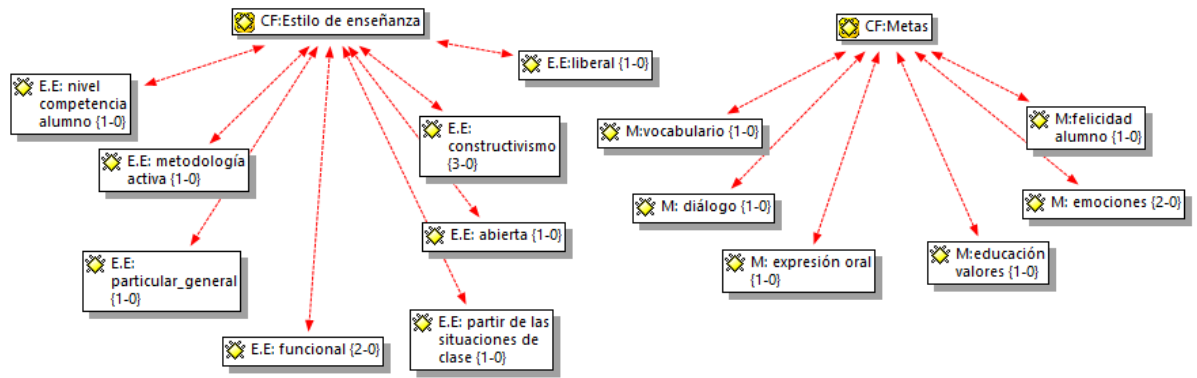 CF:Estilo de enseñanza
E.E:liberal {1-0}
E.E: nivel
competencia
alumno {1-0}
E.E:
constructivismo
{3-0}
E.E: metodología
activa {1-0}
E.E: abierta {1-0}
E.E:
particular_general
{1-0}
E.E: partir de las
situaciones de
clase {1-0}
E.E: funcional {2-0}
CF:Metas
M:vocabulario {1-0}
M:felicidad
alumno {1-0}
M: diálogo {1-0}
M: emociones {2-0}
M: expresión oral
{1-0}
M:educación
valores {1-0}